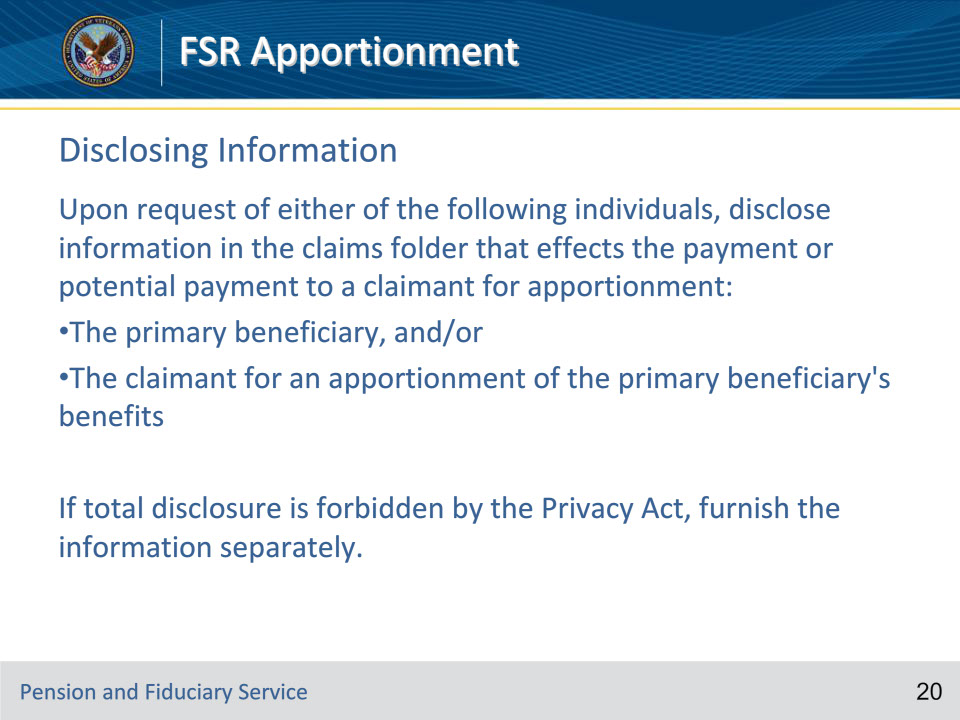 FSR Apportionment
Disclosing Information
Upon request of either of the following individuals, disclose
information in the claims folder that effects the payment or
potential payment to a claimant for apportionment:
•The primary beneficiary, and/or
•The claimant for an apportionment of the primary beneficiary's
benefits
If total disclosure is forbidden by the Privacy Act, furnish the
information separately.
Pension and Fiduciary Service
20